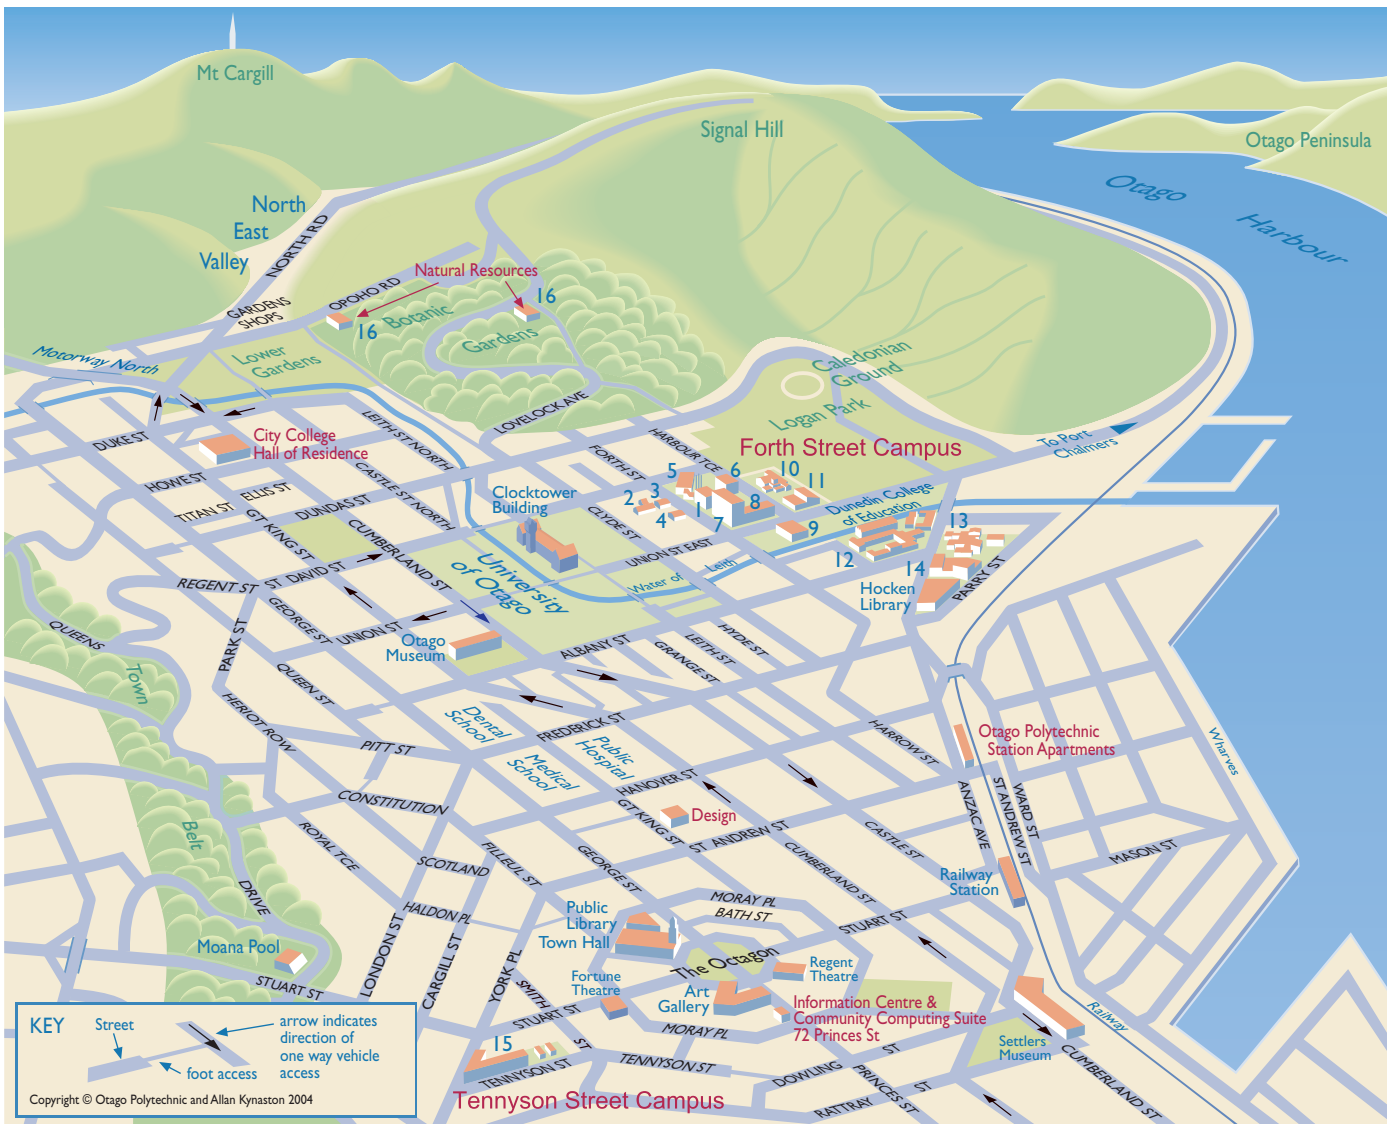 Mt Cargill
Signal Hill
Otago Peninsula
Otago
Harbour
North
East
Valley
NORTH RD
Natural Resources
OPOHO RD
16
16
GARDENS
SHOPS
Botanic
Gardens
Motorway North
Lower
Gardens
Caledonian
Ground
Logan Park
LOVELOCK AVE
HARBOUR TCE
To Port
Chalmers
Forth Street Campus
DUKE ST
City College
Hall of Residence
LEITH ST NORTH
FORTH ST
5
6
10
11
HOWE ST
ELLIS ST
CASTLE ST NORTH
Clocktower
Building
2
3
4
1
7
8
9
Dunedin College
of Education
TITAN ST
DUNDAS ST
GT KING ST
CUMBERLAND ST
CLYDE ST
UNION ST EAST
12
13
14
Hocken
Library
PARRY ST
University
of Otago
Water of
Leith
REGENT ST
ST DAVID ST
GEORGE ST
UNION ST
Otago
Museum
ALBANY ST
LEITH ST
HYDE ST
GRANGE ST
QUEENS
PARK ST
Town
QUEEN ST
HERIOT ROW
PITT ST
Dental
School
FREDERICK ST
Public
Hospital
Medical
School
HANOVER ST
HARROW ST
Otago Polytechnic
Station Apartments
Wharves
CONSTITUTION
GT KING ST
Design
ST ANDREW ST
ANZAC AVE
WARD ST
ST ANDREW ST
Belt
ROYAL TCE
SCOTLAND
FILLEUL ST
GEORGE ST
CUMBERLAND ST
CASTLE ST
MASON ST
Railway
Station
DRIVE
HALDON PL
MORAY PL
BATH ST
STUART ST
Public
Library
Town Hall
Moana Pool
LONDON ST
CARGILL ST
YORK PL
The Octagon
Regent
Theatre
Fortune
Theatre
Art
Gallery
STUART ST
SMITH
ST
STUART ST
Information Centre &
Community Computing Suite
72 Princes St
MORAY PL
Railway
Settlers
Museum
CUMBERLAND ST
15
TENNYSON ST
TENNYSON ST
DOWLING
ST
PRINCES ST
RATTRAY
ST
Tennyson Street Campus
KEY
Street
foot access
arrow indicates
direction of
one way vehicle
access
Copyright © Otago Polytechnic and Allan Kynaston 2004